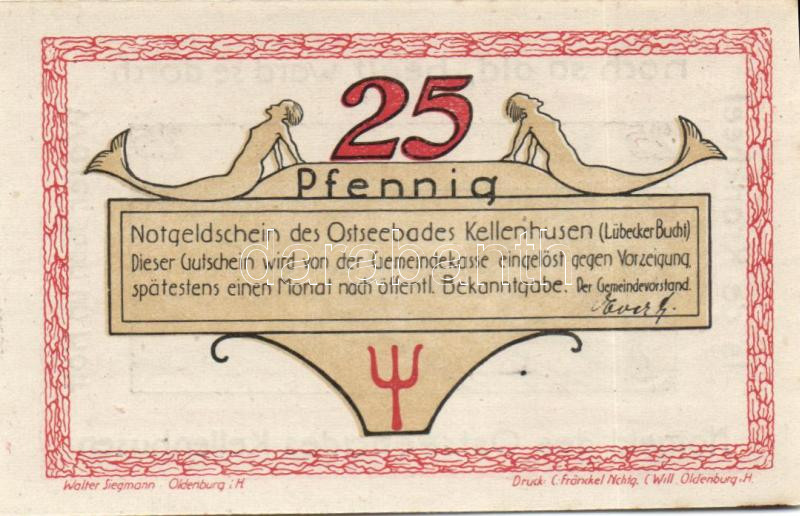 25
Pfennig
Notgeldschein des Ostseebades Kellenhusen (Lübecker Bucht)
Dieser Gutschein wird von der Gemeindekasse eingelöst gegen Vorzeigung,
spätestens einen Monat nach öffentl. Bekanntgabe. Der Gemeindevorstand.
darabanth
Walter Siegmann Oldenburg i. H.
Druck: C. Fränckel Nchfg. C. Will, Oldenburg i. H.